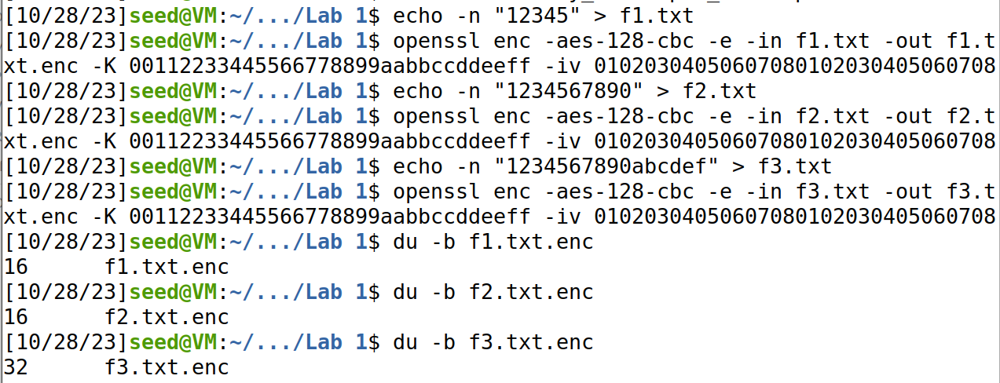 [10/28/23]seed@VM:~/.../Lab 1$ echo -n "12345" > f1.txt
[10/28/23]seed@VM:~/.../Lab 1$ openssl enc -aes-128-cbc -e -in f1.txt -out f1.t
xt.enc -K 00112233445566778899aabbccddeeff -iv 01020304050607080102030405060708
[10/28/23]seed@VM:~/.../Lab 1$ echo -n "1234567890" > f2.txt
[10/28/23]seed@VM:~/.../Lab 1$ openssl enc -aes-128-cbc -e -in f2.txt -out f2.t
xt.enc -K 00112233445566778899aabbccddeeff -iv 01020304050607080102030405060708
[10/28/23]seed@VM:~/.../Lab 1$ echo -n "1234567890abcdef" > f3.txt
[10/28/23]seed@VM:~/.../Lab 1$ openssl enc -aes-128-cbc -e -in f3.txt -out f3.t
xt.enc -K 00112233445566778899aabbccddeeff -iv 01020304050607080102030405060708
[10/28/23]seed@VM:~/.../Lab 1$ du -b f1.txt.enc
16      f1.txt.enc
[10/28/23]seed@VM:~/.../Lab 1$ du -b f2.txt.enc
16      f2.txt.enc
[10/28/23]seed@VM:~/.../Lab 1$ du -b f3.txt.enc
32      f3.txt.enc